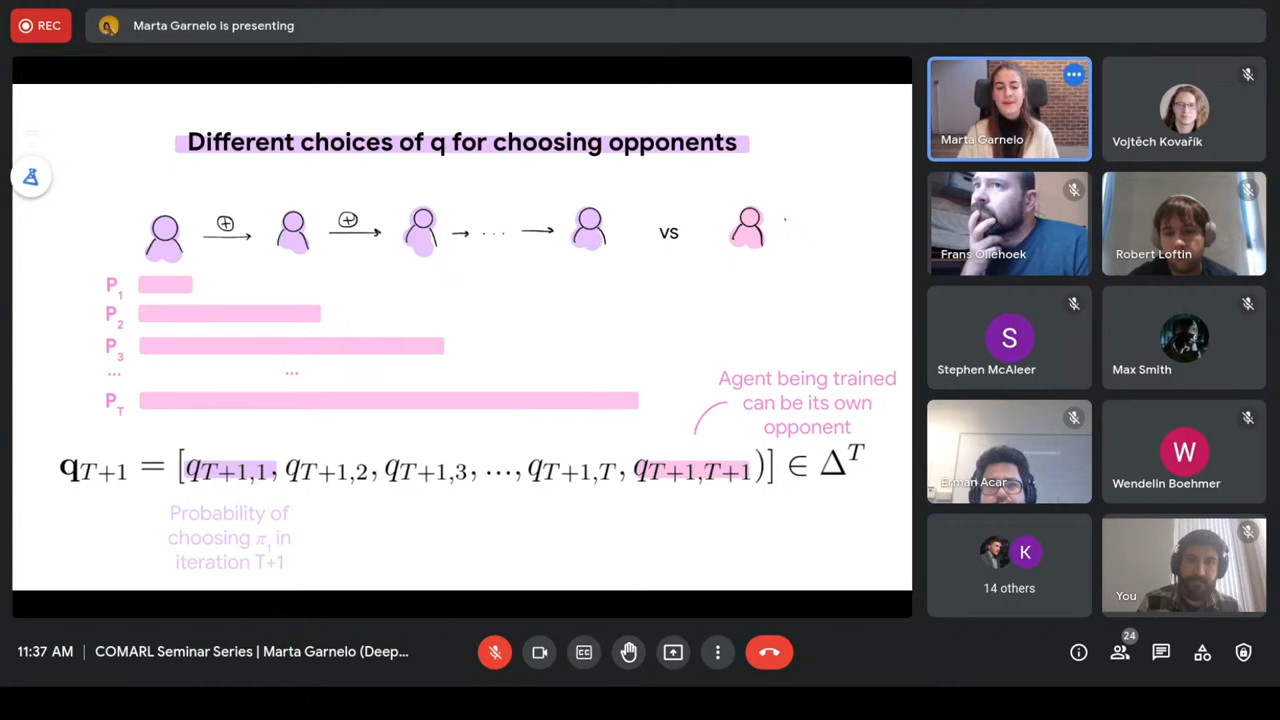 REC
Marta Garnelo is presenting
Different choices of q for choosing opponents
vs
P1
P2
P3
...
...
PT
Agent being trained
can be its own
opponent
qT+1 = [qT+1,1, qT+1,2, qT+1,3, ..., qT+1,T, qT+1,T+1)] ∈ ΔT
Probability of
choosing π1 in
iteration T+1
Marta Garnelo
Vojtěch Kovařík
Frans Oliehoek
Robert Loftin
S
Stephen McAleer
Max Smith
Erman Acar
W
Wendelin Boehmer
K
14 others
You
11:37 AM
COMARL Seminar Series | Marta Garnelo (Deep...
24